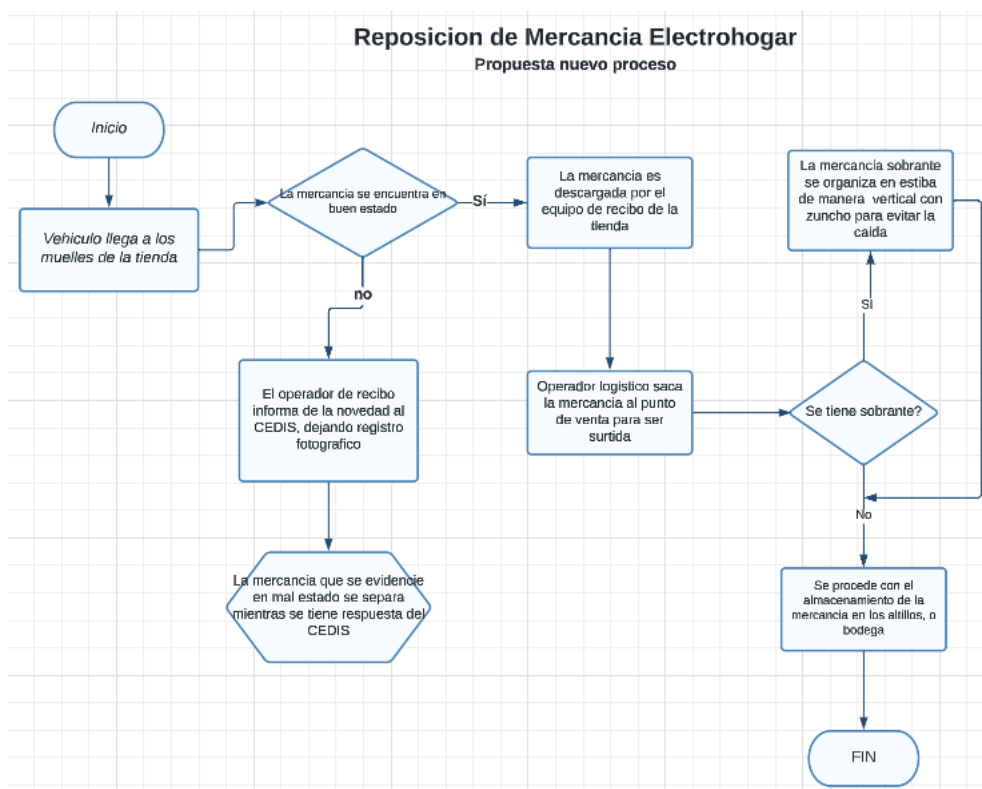 Reposicion de Mercancia Electrohogar
Propuesta nuevo proceso
Inicio
Vehiculo llega a los
muelles de la tienda
La mercancia se encuentra en
buen estado
Sí
no
El operador de recibo
informa de la novedad al
CEDIS, dejando registro
fotografico
La mercancia que se evidencie
en mal estado se separa
mientras se tiene respuesta del
CEDIS
La mercancia es
descargada por el
equipo de recibo de la
tienda
Operador logistico saca
la mercancia al punto
de venta para ser
surtida
Se tiene sobrante?
Sí
La mercancia sobrante
se organiza en estiba
de manera vertical con
zuncho para evitar la
caida
No
Se procede con el
almacenamiento de la
mercancia en los altillos, o
bodega
FIN